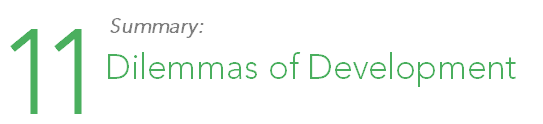 11
Summary:
Dilemmas of Development